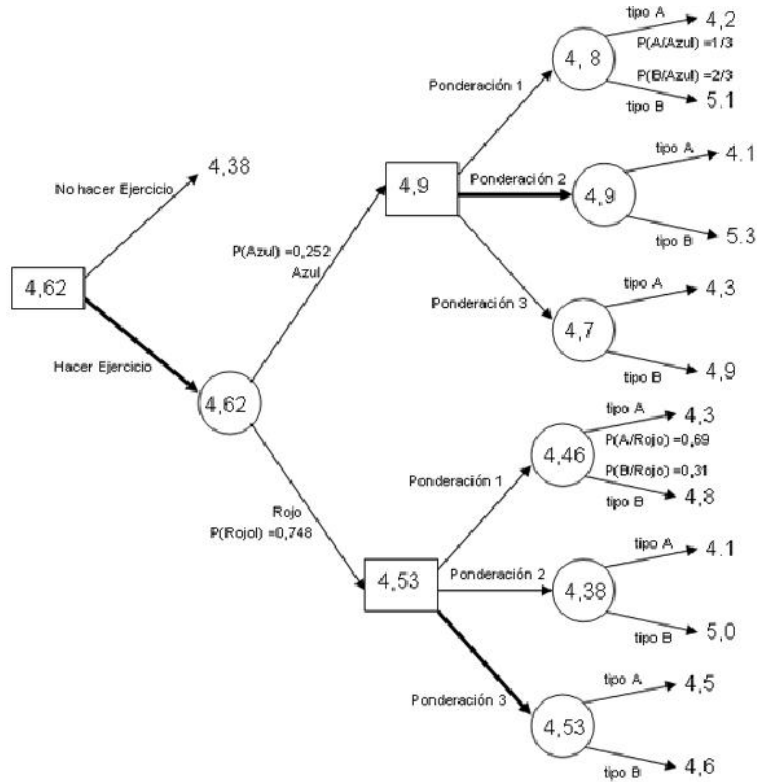 tipo A
4,2
P(A/Azul) =1/3
4,8
P(B/Azul) =2/3
Ponderación 1
tipo B
5.1
tipo A
4.1
No hacer Ejercicio
4,38
4,9
Ponderación 2
4,9
tipo B
5.3
P(Azul) =0,252
Azul
4,62
tipo A
4,3
Ponderación 3
4,7
Hacer Ejercicio
tipo B
4,9
4,62
tipo A
4,3
P(A/Rojo) =0,69
4,46
P(B/Rojo) =0,31
Ponderación 1
tipo B
4,8
Rojo
P(Rojol) =0,748
tipo A
4.1
4,53
Ponderación 2
4,38
tipo B
5,0
tipo A
4,5
Ponderación 3
4,53
tipo B
4,6